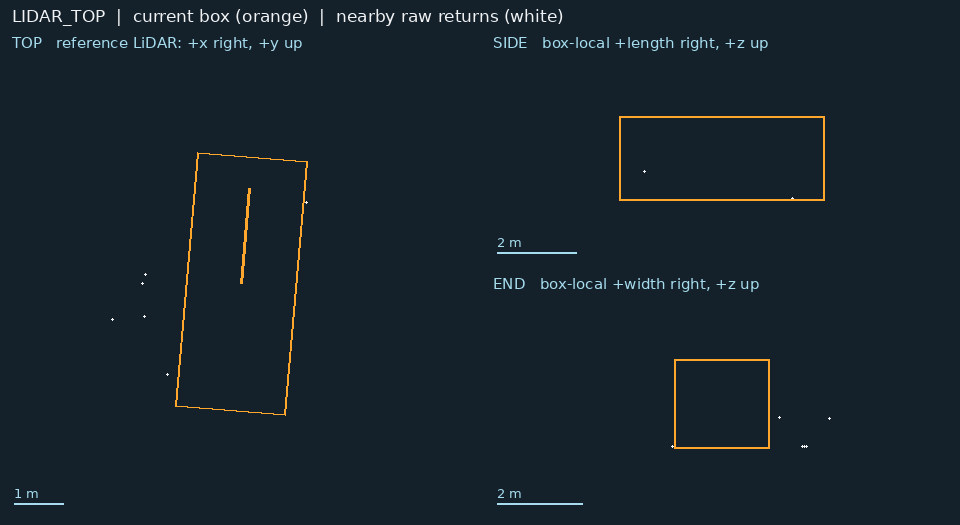 LIDAR_TOP | current box (orange) | nearby raw returns (white)
TOP reference LiDAR: +x right, +y up
SIDE box-local +length right, +z up
2 m
END box-local +width right, +z up
1 m
2 m